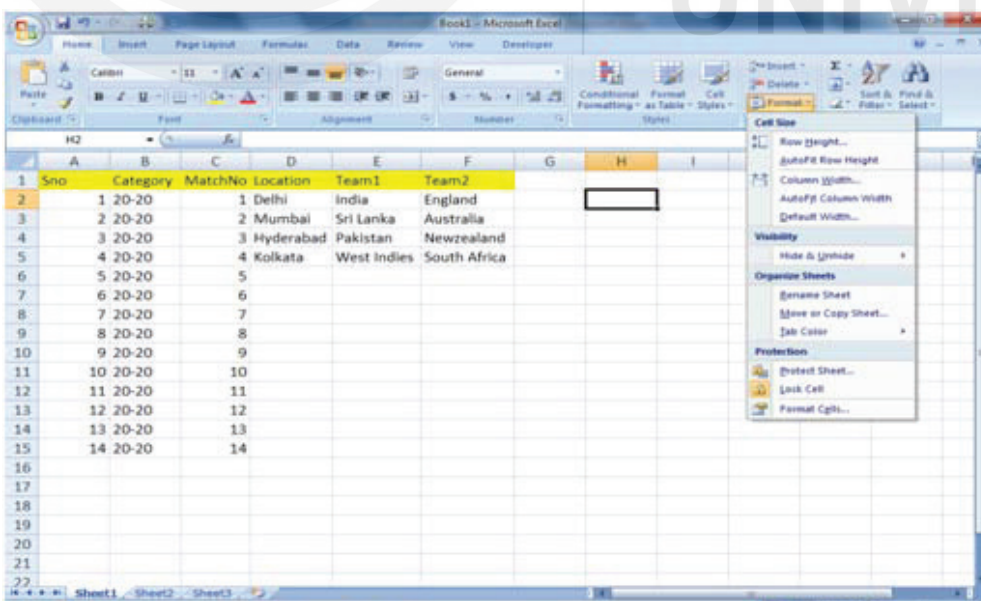 UNIV
Book1 - Microsoft Excel
Home Insert Page Layout Formulas Data Review View Developer
Paste
Calibri 11 A A
B I U A
General
$ % ,
Conditional Formatting Format as Table Cell Styles
Insert
Delete
Format
Σ
Sort & Filter Find & Select
Clipboard Font Alignment Number Styles
H2 fx
A B C D E F G H I
1 Sno Category MatchNo Location Team1 Team2
2 1 20-20 1 Delhi India England
3 2 20-20 2 Mumbai Sri Lanka Australia
4 3 20-20 3 Hyderabad Pakistan Newzealand
5 4 20-20 4 Kolkata West Indies South Africa
6 5 20-20 5
7 6 20-20 6
8 7 20-20 7
9 8 20-20 8
10 9 20-20 9
11 10 20-20 10
12 11 20-20 11
13 12 20-20 12
14 13 20-20 13
15 14 20-20 14
16
17
18
19
20
21
22
Cell Size
Row Height...
AutoFit Row Height
Column Width...
AutoFit Column Width
Default Width...
Visibility
Hide & Unhide
Organize Sheets
Rename Sheet
Move or Copy Sheet...
Tab Color
Protection
Protect Sheet...
Lock Cell
Format Cells...
Sheet1 Sheet2 Sheet3